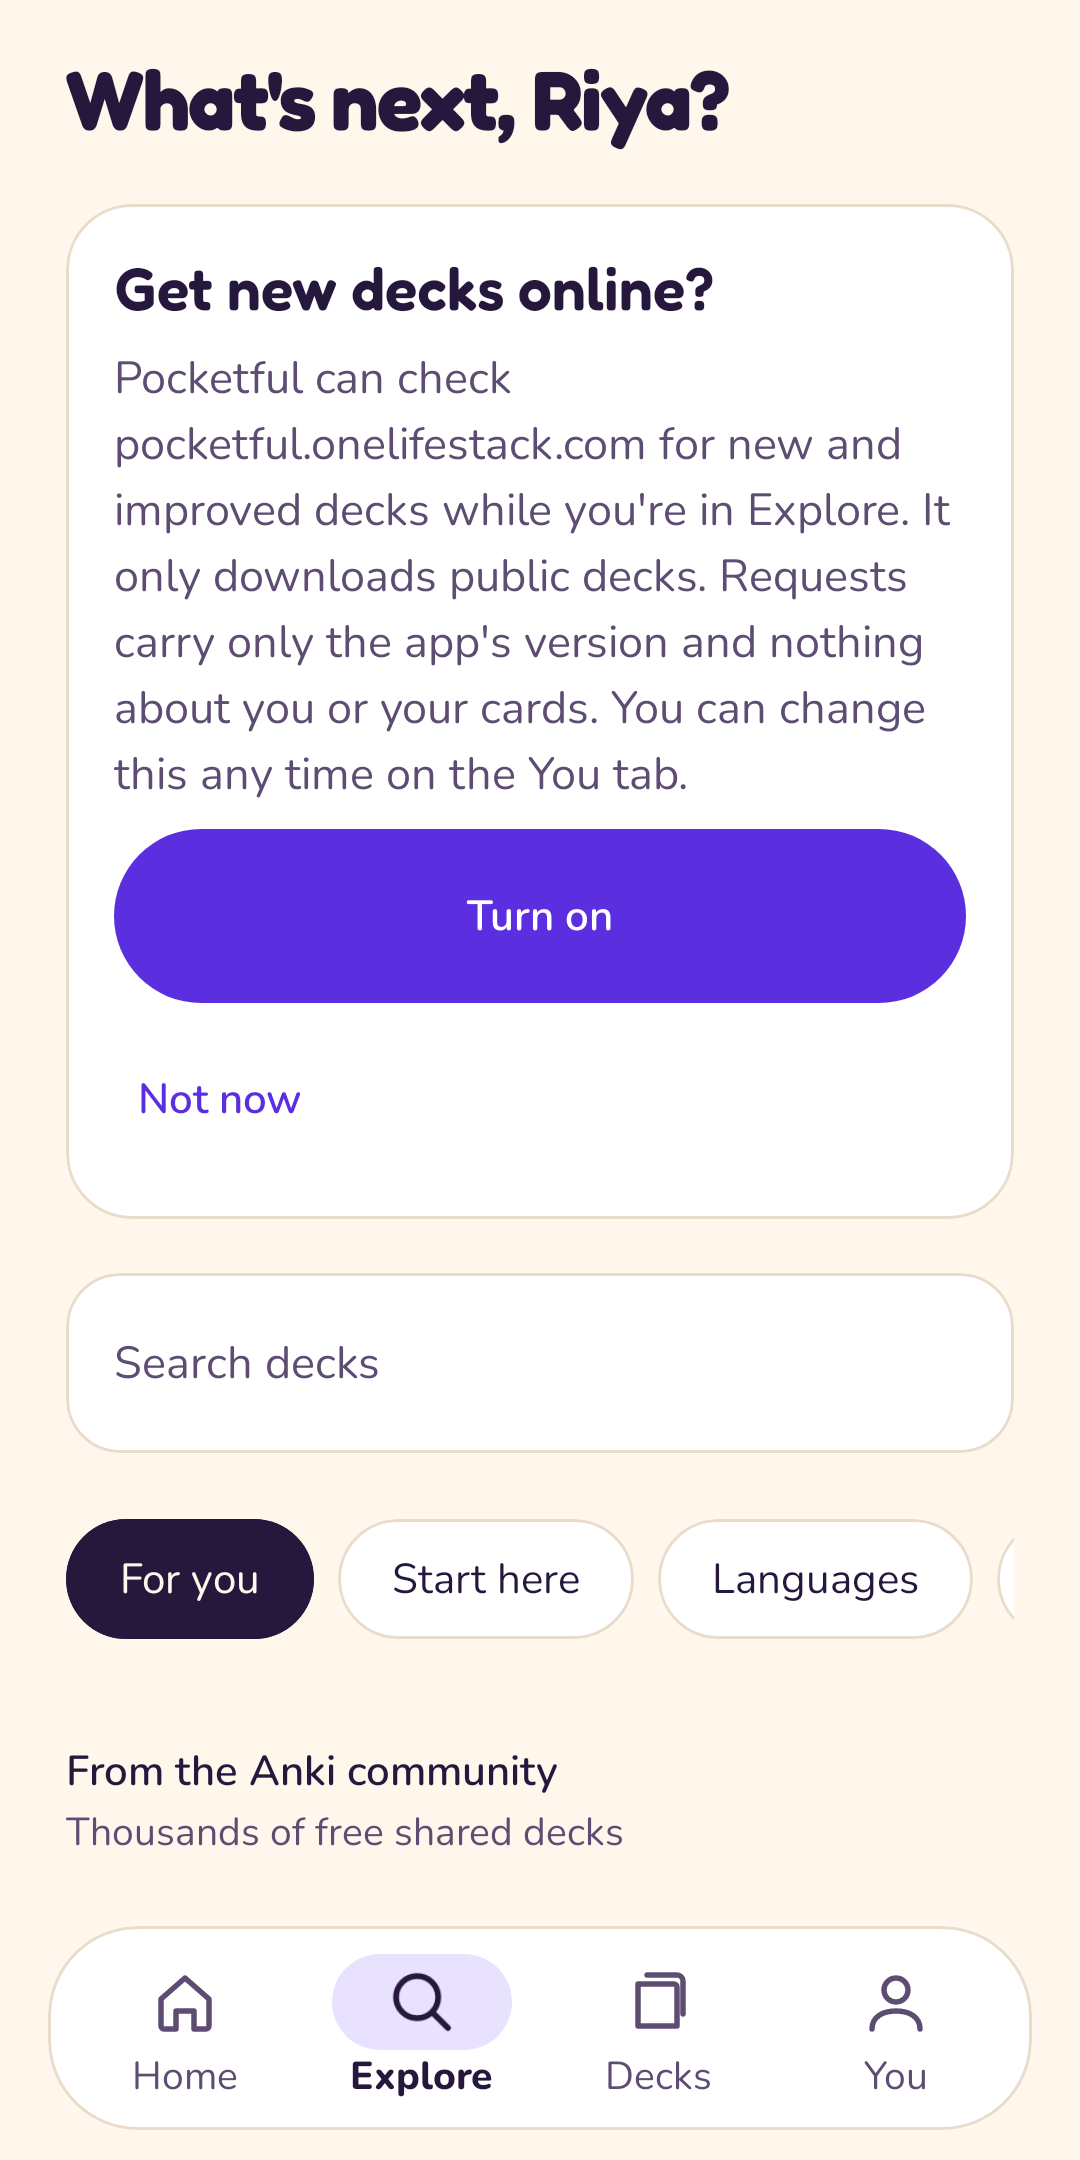 What's next, Riya?
Get new decks online?
Pocketful can check
pocketful.onelifestack.com for new and
improved decks while you're in Explore. It
only downloads public decks. Requests
carry only the app's version and nothing
about you or your cards. You can change
this any time on the You tab.
Turn on
Not now
Search decks
For you
Start here
Languages
From the Anki community
Thousands of free shared decks
Home
Explore
Decks
You